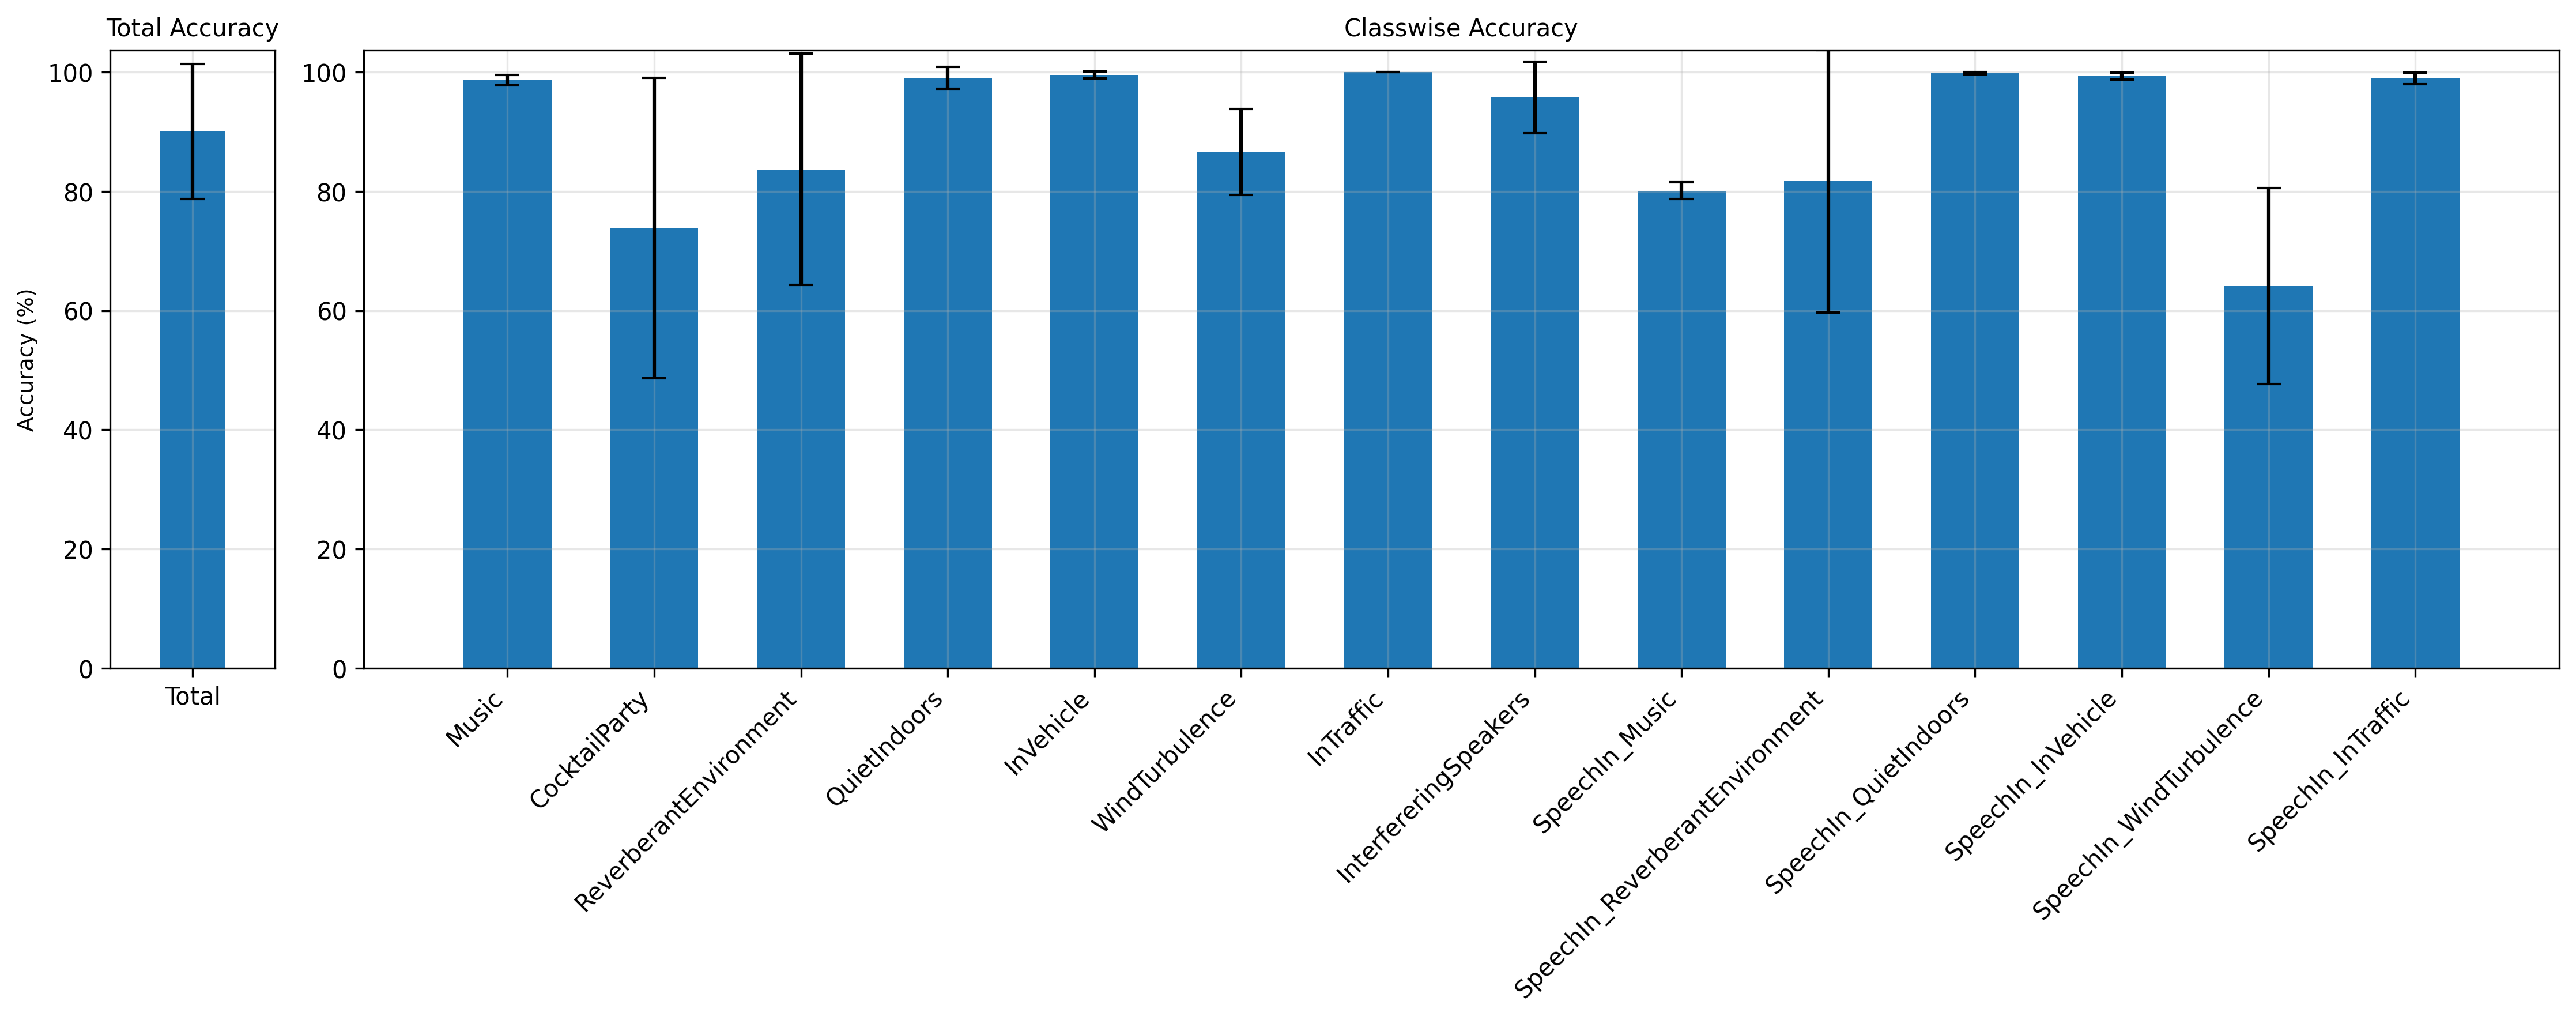 Total Accuracy
Classwise Accuracy
Accuracy (%)
100
80
60
40
20
0
Total
100
80
60
40
20
0
Music
CocktailParty
ReverberantEnvironment
QuietIndoors
InVehicle
WindTurbulence
InTraffic
InterferingSpeakers
SpeechIn_Music
SpeechIn_ReverberantEnvironment
SpeechIn_QuietIndoors
SpeechIn_InVehicle
SpeechIn_WindTurbulence
SpeechIn_InTraffic